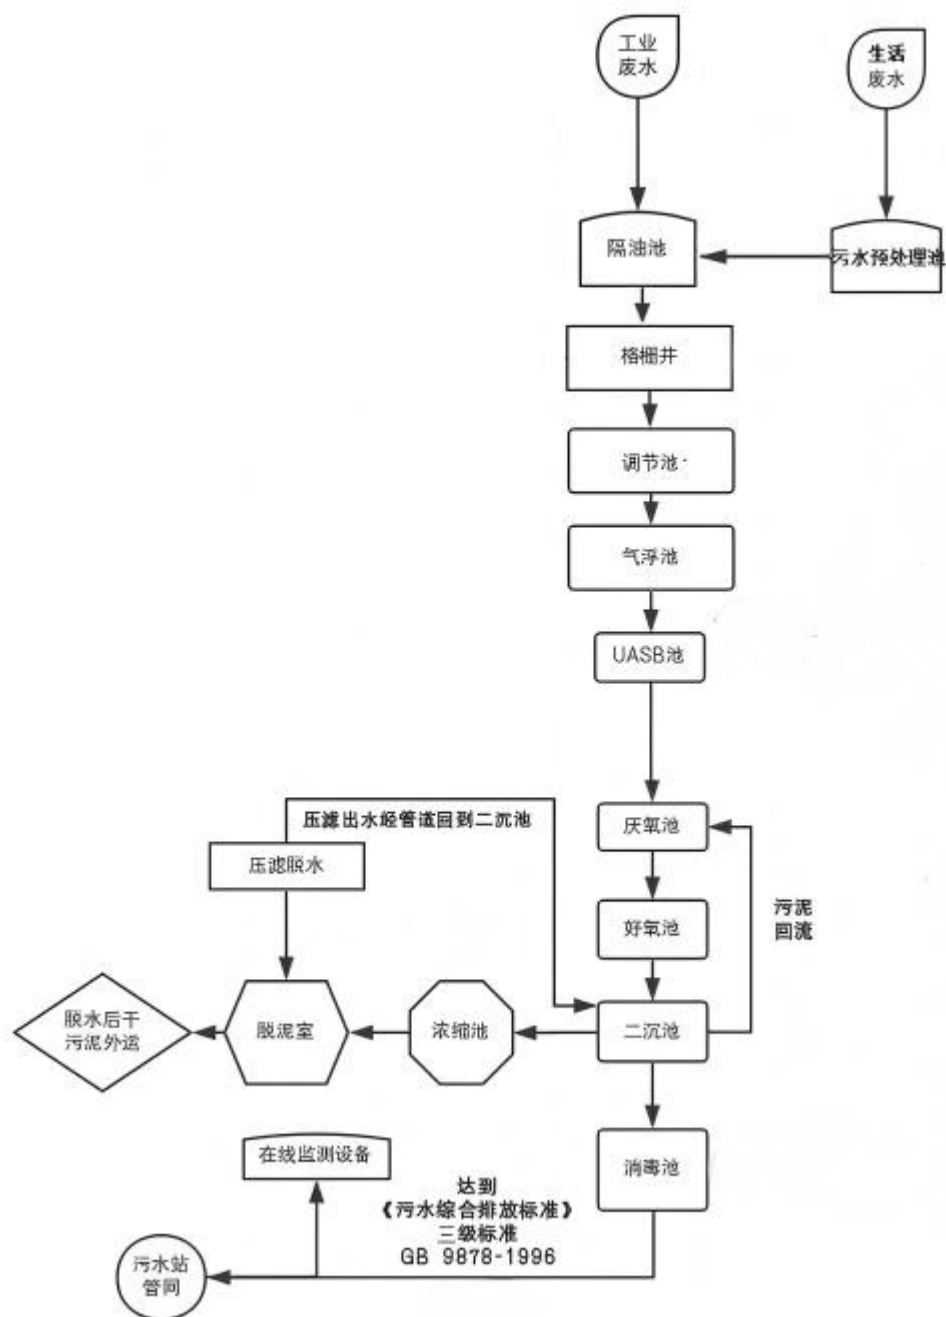 工业
废水
生活
废水
隔油池
污水预处理池
格栅井
调节池
气浮池
UASB池
压滤出水经管道回到二沉池
厌氧池
压滤脱水
污泥
回流
好氧池
脱水后干
污泥外运
脱泥室
浓缩池
二沉池
在线监测设备
消毒池
达到
《污水综合排放标准》
三级标准
GB 9878-1996
污水站
管网